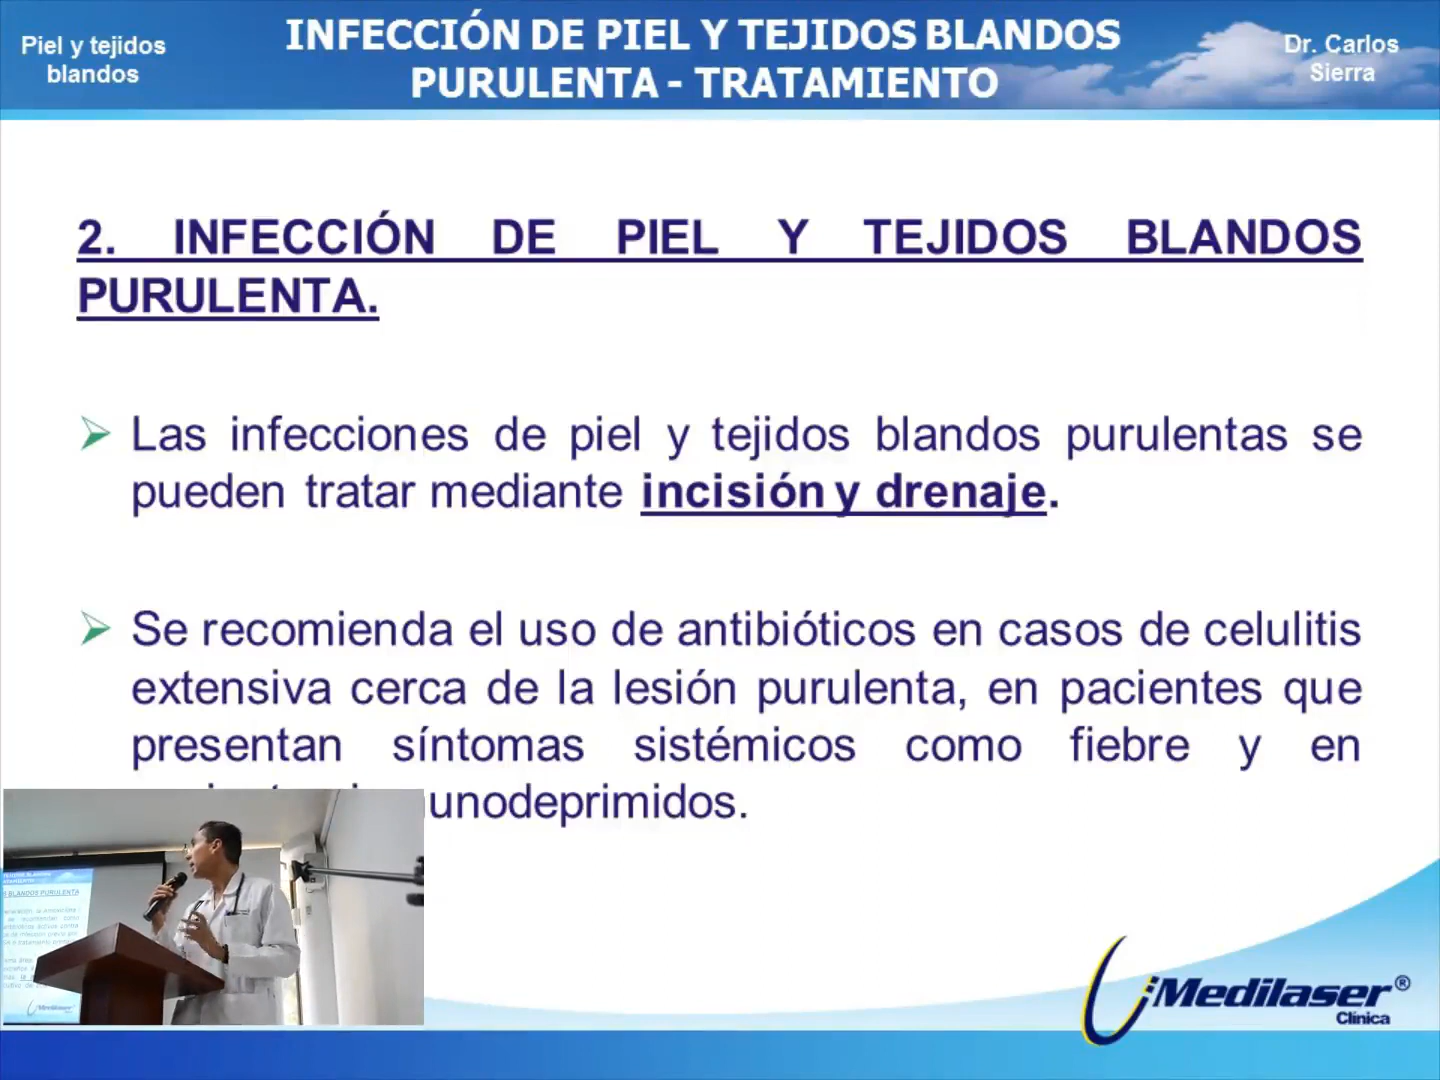 Piel y tejidos
blandos
INFECCIÓN DE PIEL Y TEJIDOS BLANDOS
PURULENTA - TRATAMIENTO
Dr. Carlos
Sierra
2. INFECCIÓN DE PIEL Y TEJIDOS BLANDOS
PURULENTA.
Las infecciones de piel y tejidos blandos purulentas se
pueden tratar mediante incisión y drenaje.
Se recomienda el uso de antibióticos en casos de celulitis
extensiva cerca de la lesión purulenta, en pacientes que
presentan síntomas sistémicos como fiebre y en
unodeprimidos.
BLANDOS PURULENTA
Medilaser®
Clínica